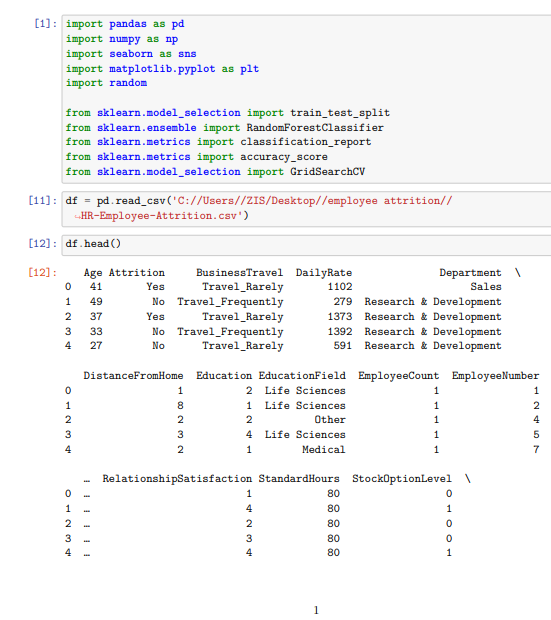 [1]: import pandas as pd
import numpy as np
import seaborn as sns
import matplotlib.pyplot as plt
import random
from sklearn.model_selection import train_test_split
from sklearn.ensemble import RandomForestClassifier
from sklearn.metrics import classification_report
from sklearn.metrics import accuracy_score
from sklearn.model_selection import GridSearchCV
[11]: df = pd.read_csv('C://Users//ZIS/Desktop//employee attrition//
↪HR-Employee-Attrition.csv')
[12]: df.head()
[12]: Age Attrition BusinessTravel DailyRate Department \
0 41 Yes Travel_Rarely 1102 Sales
1 49 No Travel_Frequently 279 Research & Development
2 37 Yes Travel_Rarely 1373 Research & Development
3 33 No Travel_Frequently 1392 Research & Development
4 27 No Travel_Rarely 591 Research & Development
DistanceFromHome Education EducationField EmployeeCount EmployeeNumber
0 1 2 Life Sciences 1 1
1 8 1 Life Sciences 1 2
2 2 2 Other 1 4
3 3 4 Life Sciences 1 5
4 2 1 Medical 1 7
… RelationshipSatisfaction StandardHours StockOptionLevel \
0 … 1 80 0
1 … 4 80 1
2 … 2 80 0
3 … 3 80 0
4 … 4 80 1
1